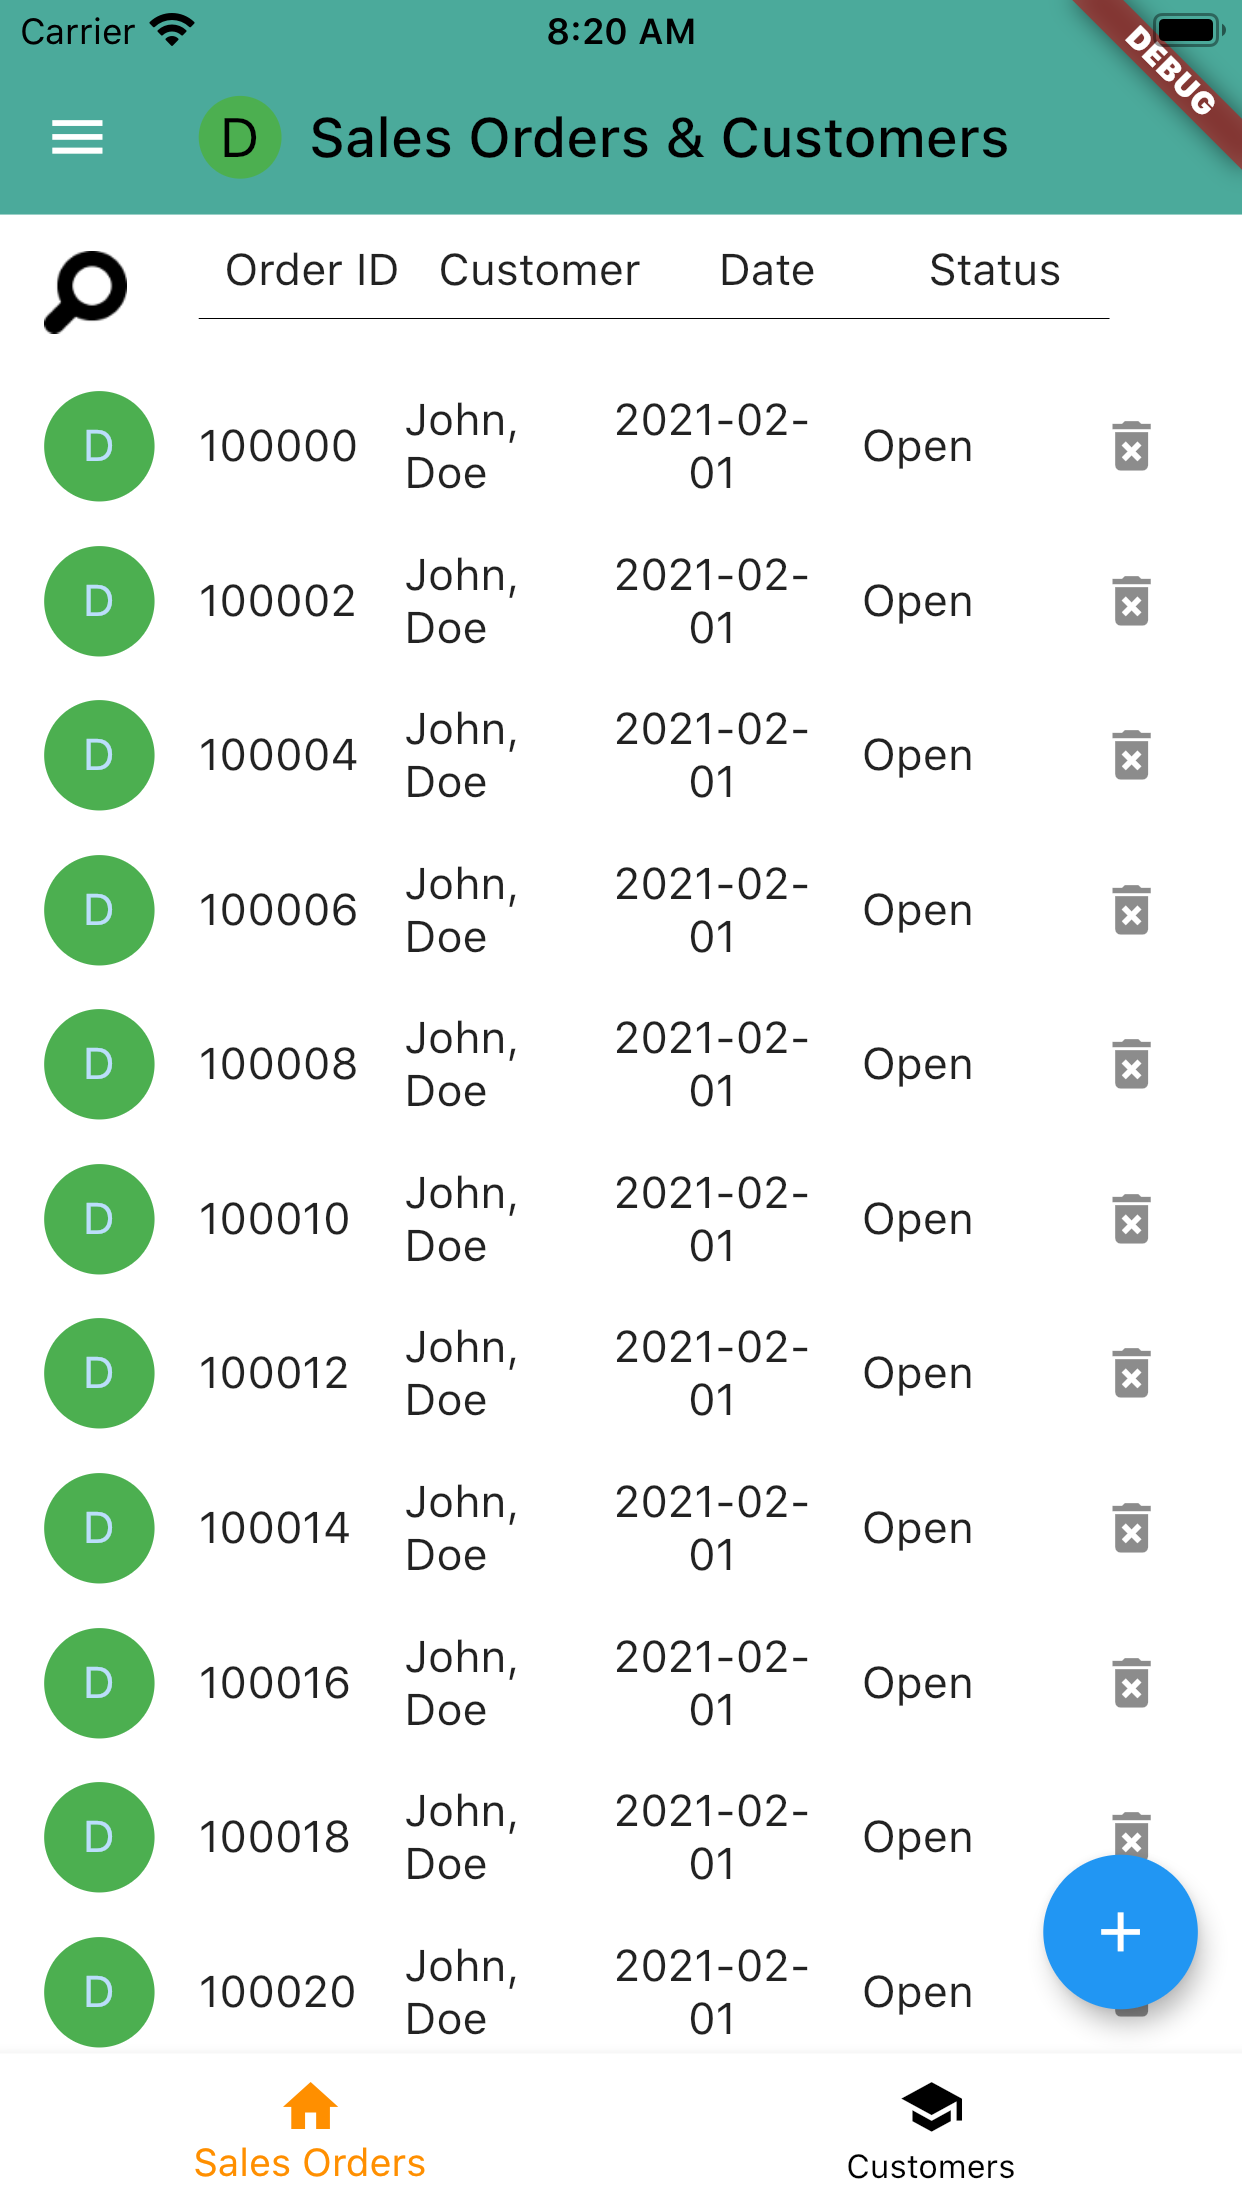 Carrier 8:20 AM
DEBUG
D Sales Orders & Customers
Order ID Customer Date Status
D 100000 John, Doe 2021-02-01 Open
D 100002 John, Doe 2021-02-01 Open
D 100004 John, Doe 2021-02-01 Open
D 100006 John, Doe 2021-02-01 Open
D 100008 John, Doe 2021-02-01 Open
D 100010 John, Doe 2021-02-01 Open
D 100012 John, Doe 2021-02-01 Open
D 100014 John, Doe 2021-02-01 Open
D 100016 John, Doe 2021-02-01 Open
D 100018 John, Doe 2021-02-01 Open
D 100020 John, Doe 2021-02-01 Open
Sales Orders Customers